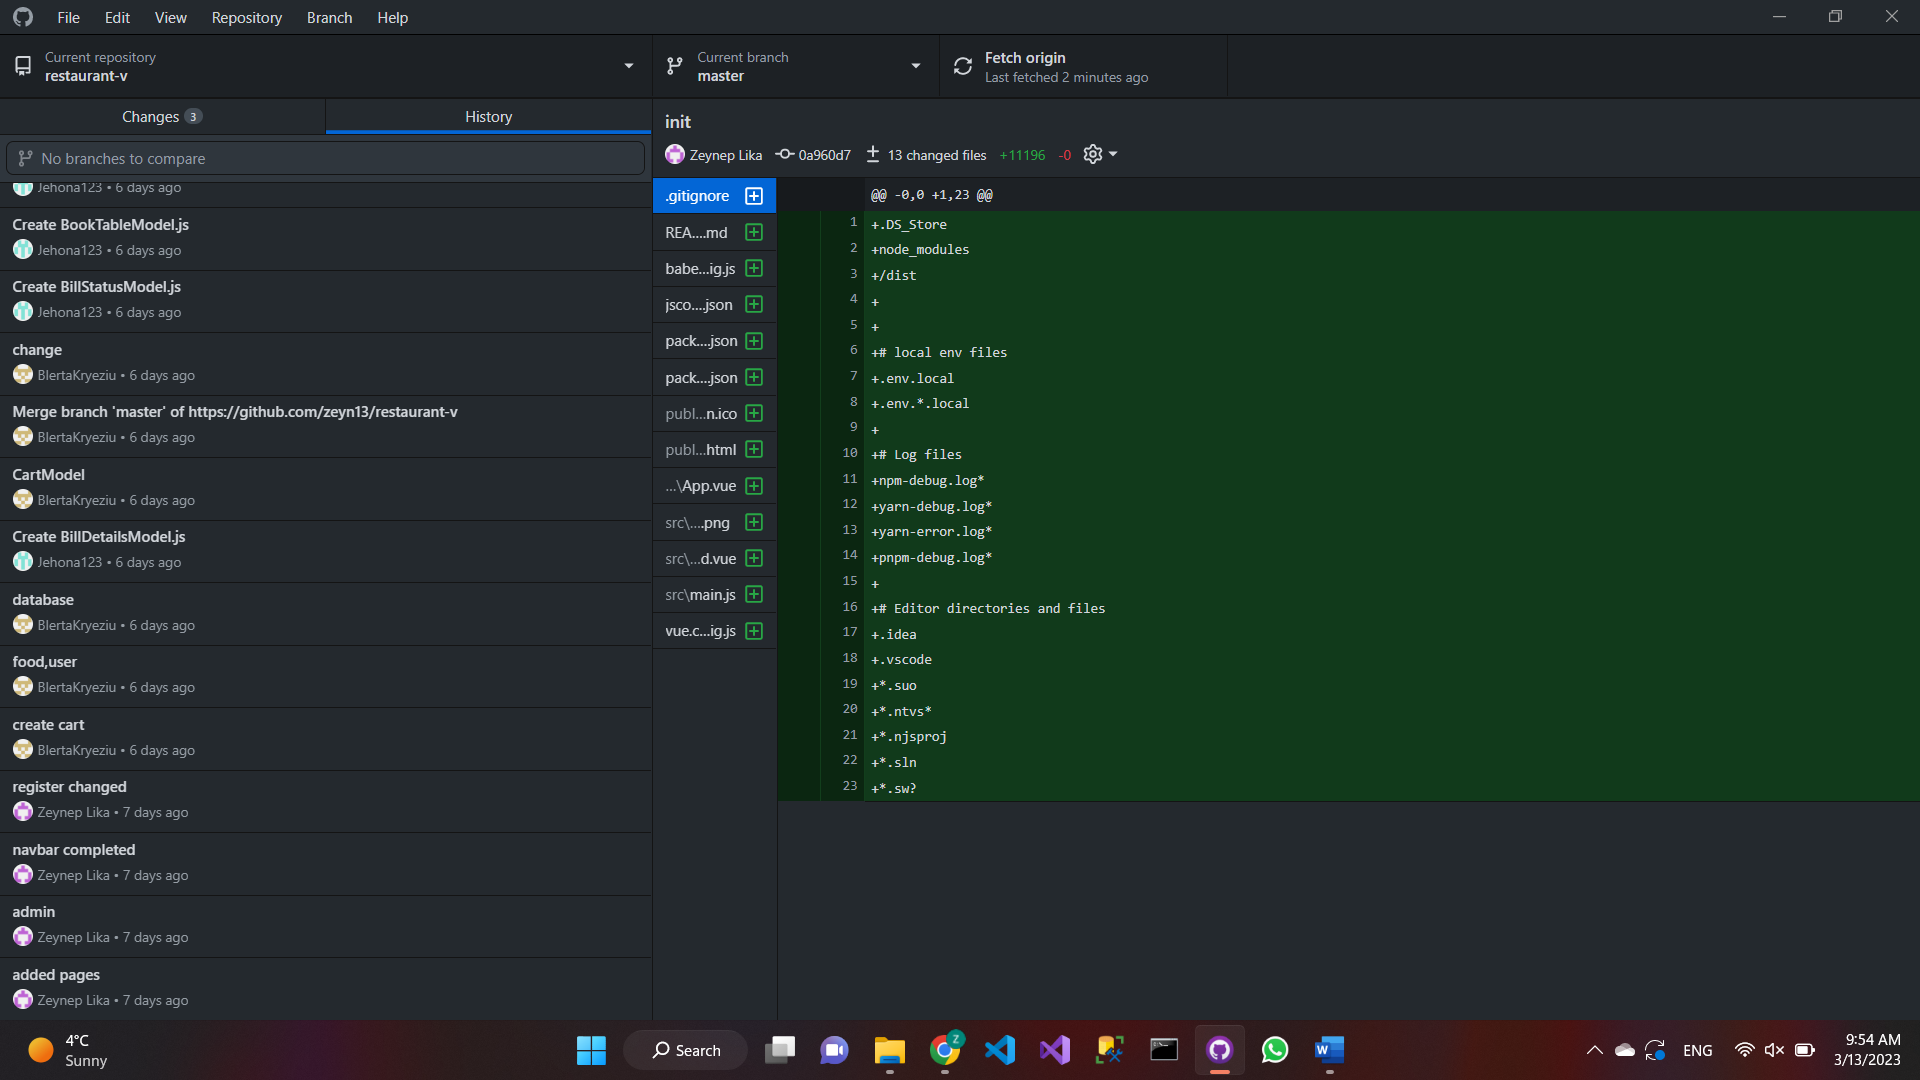 File Edit View Repository Branch Help
Current repository
restaurant-v
Current branch
master
Fetch origin
Last fetched 2 minutes ago
Changes 3
History
No branches to compare
Jehona123 • 6 days ago
Create BookTableModel.js
Jehona123 • 6 days ago
Create BillStatusModel.js
Jehona123 • 6 days ago
change
BlertaKryeziu • 6 days ago
Merge branch 'master' of https://github.com/zeyn13/restaurant-v
BlertaKryeziu • 6 days ago
CartModel
BlertaKryeziu • 6 days ago
Create BillDetailsModel.js
Jehona123 • 6 days ago
database
BlertaKryeziu • 6 days ago
food,user
BlertaKryeziu • 6 days ago
create cart
BlertaKryeziu • 6 days ago
register changed
Zeynep Lika • 7 days ago
navbar completed
Zeynep Lika • 7 days ago
admin
Zeynep Lika • 7 days ago
added pages
Zeynep Lika • 7 days ago
init
Zeynep Lika 0a960d7 13 changed files +11196 -0
.gitignore
REA....md
babe...ig.js
jsco....json
pack....json
pack....json
publ...n.ico
publ...html
...\App.vue
src\....png
src\...d.vue
src\main.js
vue.c...ig.js
@@ -0,0 +1,23 @@
1 +.DS_Store
2 +node_modules
3 +/dist
4 +
5 +
6 +# local env files
7 +.env.local
8 +.env.*.local
9 +
10 +# Log files
11 +npm-debug.log*
12 +yarn-debug.log*
13 +yarn-error.log*
14 +pnpm-debug.log*
15 +
16 +# Editor directories and files
17 +.idea
18 +.vscode
19 +*.suo
20 +*.ntvs*
21 +*.njsproj
22 +*.sln
23 +*.sw?
4°C
Sunny
Search
Z
W
ENG
9:54 AM
3/13/2023